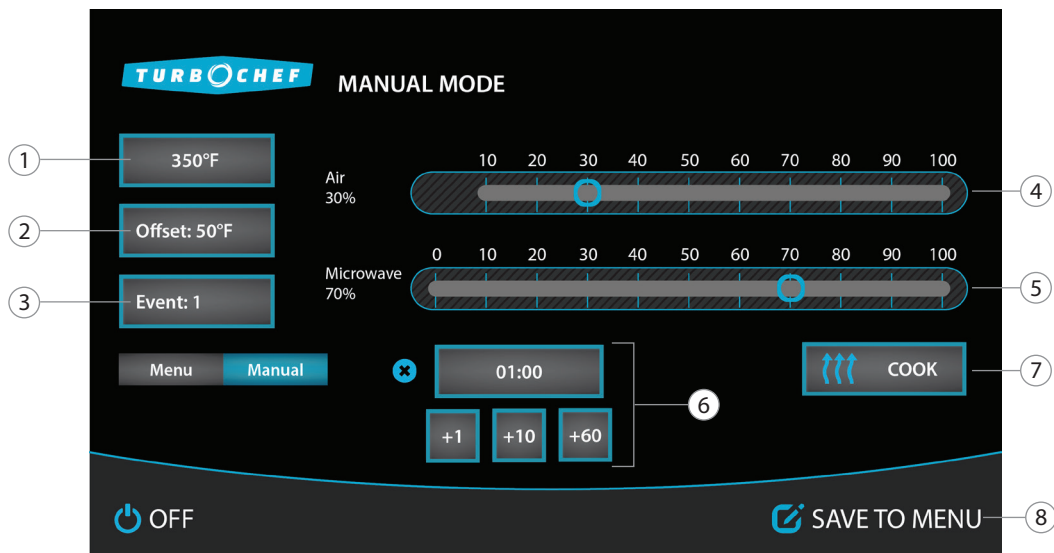 TURBOCHEF
MANUAL MODE
1
350°F
2
Offset: 50°F
3
Event: 1
Menu
Manual
10 20 30 40 50 60 70 80 90 100
Air
30%
4
0 10 20 30 40 50 60 70 80 90 100
Microwave
70%
5
01:00
+1
+10
+60
6
COOK
7
OFF
SAVE TO MENU
8